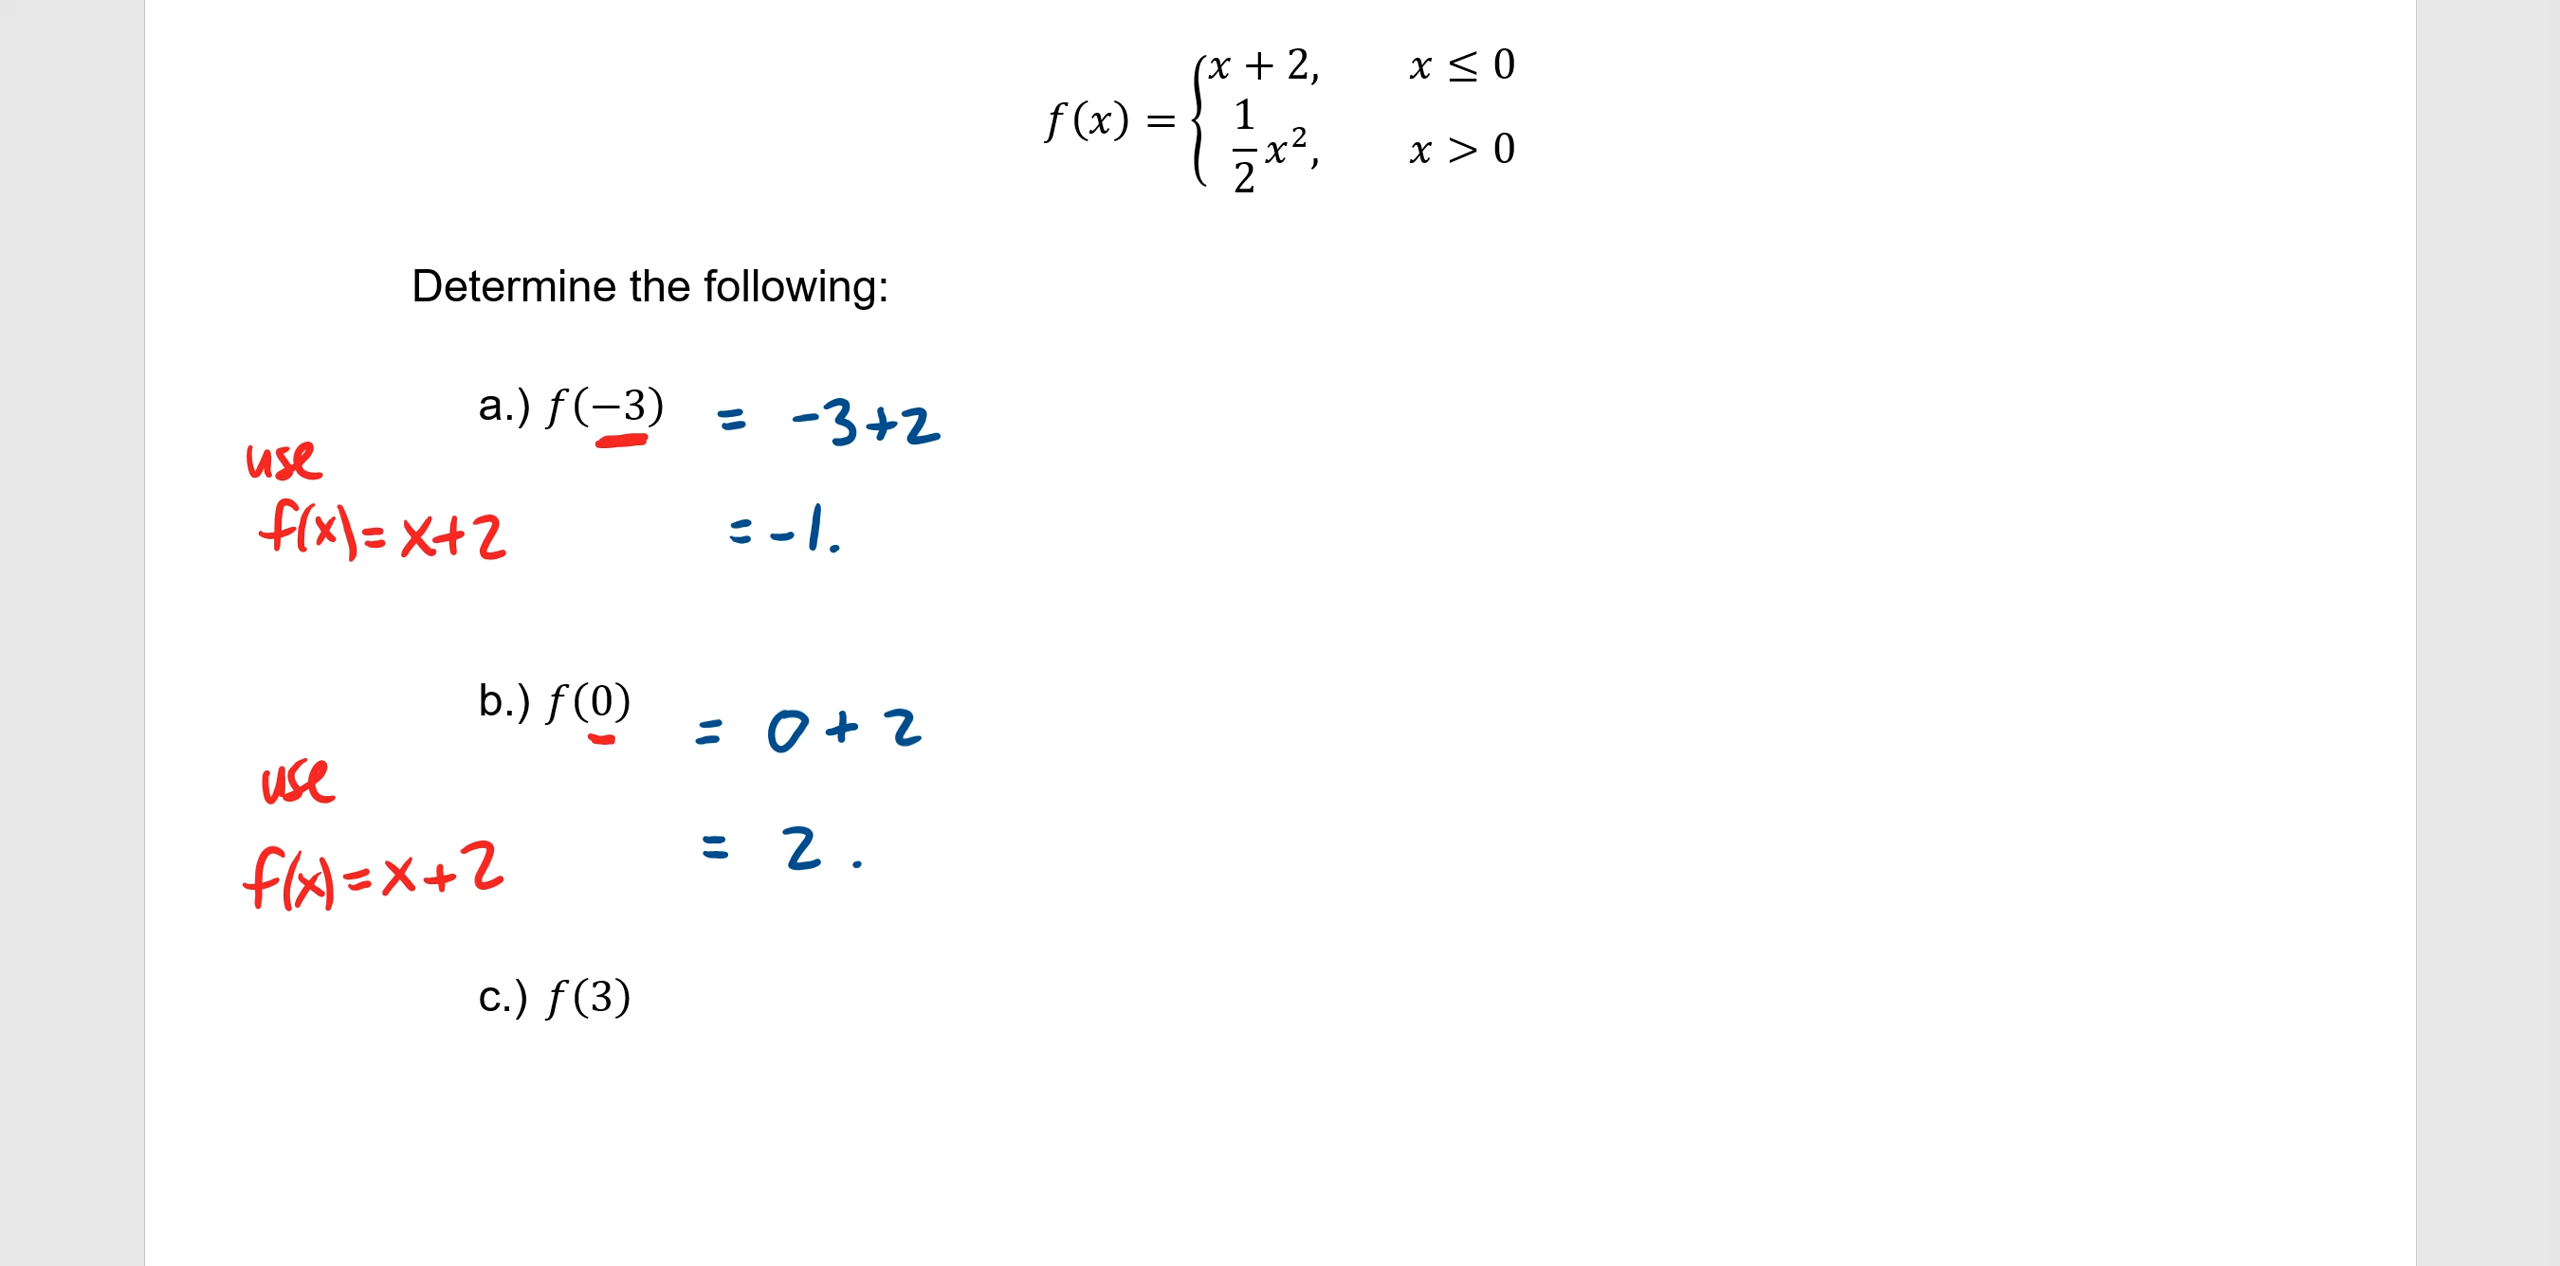 f(x) = { x + 2, x ≤ 0
1/2 x², x > 0
Determine the following:
a.) f(−3) = -3+2
use
f(x)= x+2 = -1.
b.) f(0) = 0 + 2
use
f(x)= x+2 = 2 .
c.) f(3)